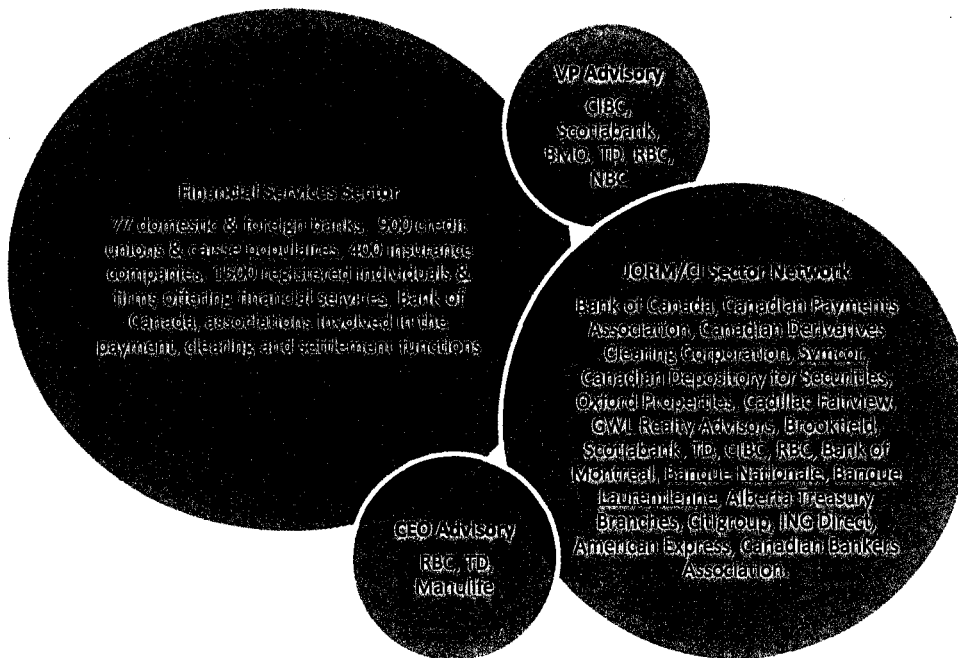 VP Advisory
CIBC,
Scotiabank,
BMO, TD, RBC,
NBC
Financial Services Sector
77 domestic & foreign banks, 900 credit
unions & caisse populaires, 400 insurance
companies, 1600 registered individuals &
firms offering financial services, Bank of
Canada, associations involved in the
payment, clearing and settlement functions
JORM/CI Sector Network
Bank of Canada, Canadian Payments
Association, Canadian Derivatives
Clearing Corporation, Symcor,
Canadian Depository for Securities,
Oxford Properties, Cadillac Fairview,
GWL Realty Advisors, Brookfield,
Scotiabank, TD, CIBC, RBC, Bank of
Montreal, Banque Nationale, Banque
Laurentienne, Alberta Treasury
Branches, Citigroup, ING Direct,
American Express, Canadian Bankers
Association
CEO Advisory
RBC, TD,
Manulife